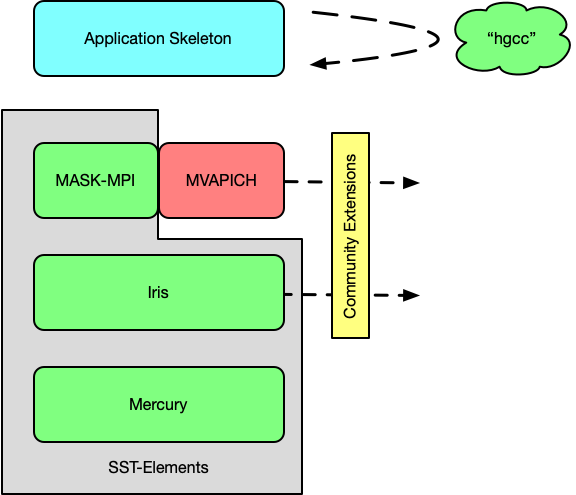 Application Skeleton
“hgcc”
MASK-MPI
MVAPICH
Community Extensions
Iris
Mercury
SST-Elements